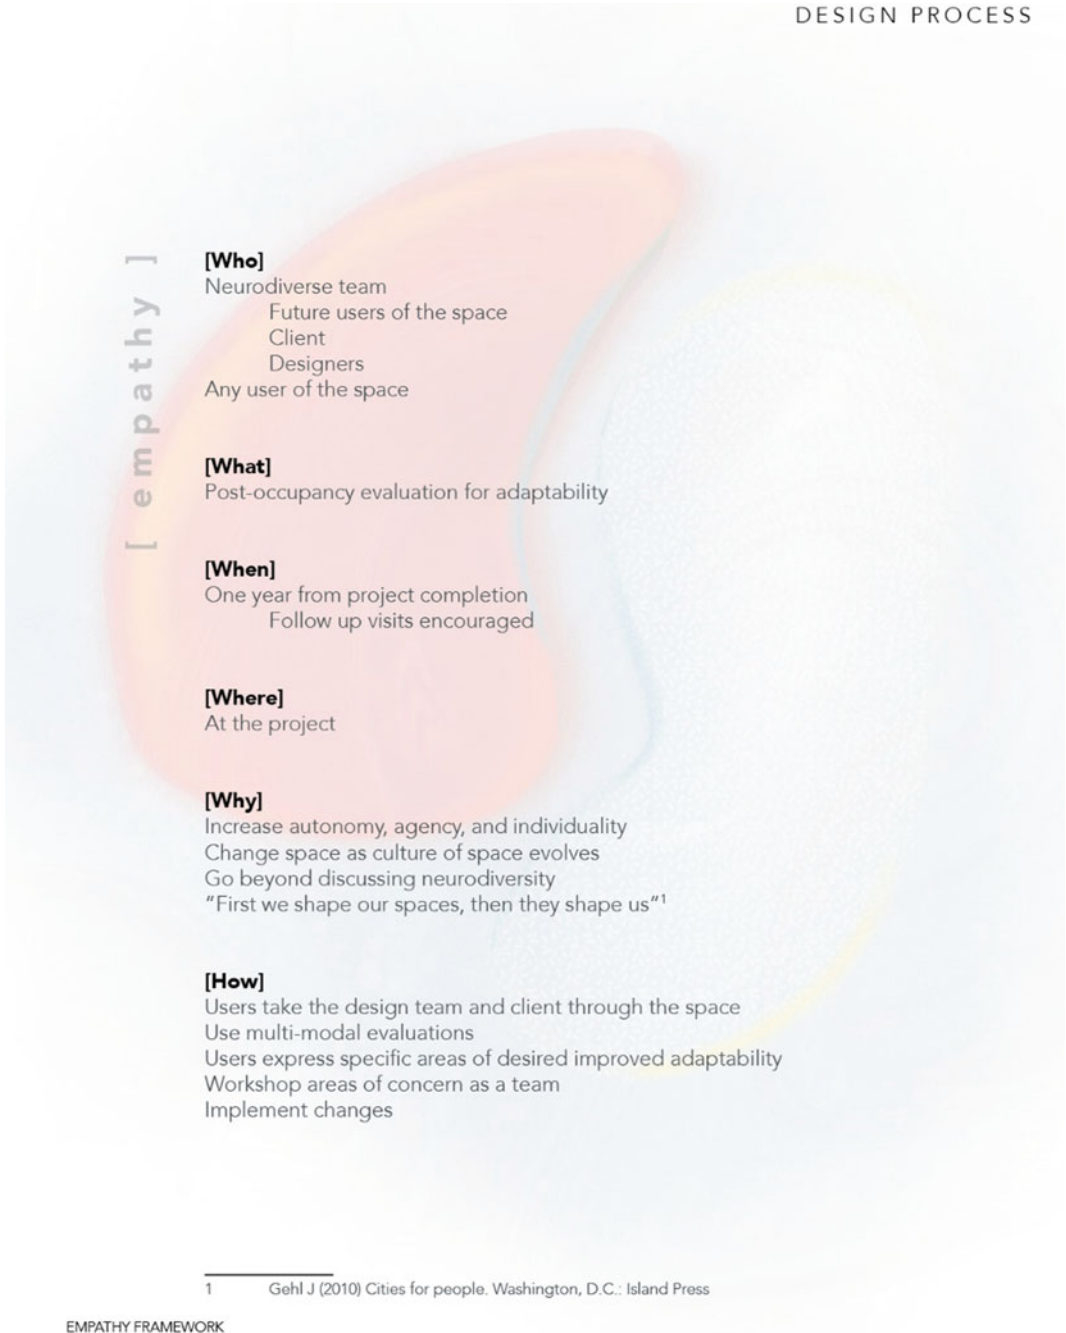 DESIGN PROCESS
[ empathy ]
[Who]
Neurodiverse team
Future users of the space
Client
Designers
Any user of the space
[What]
Post-occupancy evaluation for adaptability
[When]
One year from project completion
Follow up visits encouraged
[Where]
At the project
[Why]
Increase autonomy, agency, and individuality
Change space as culture of space evolves
Go beyond discussing neurodiversity
“First we shape our spaces, then they shape us”¹
[How]
Users take the design team and client through the space
Use multi-modal evaluations
Users express specific areas of desired improved adaptability
Workshop areas of concern as a team
Implement changes
1 Gehl J (2010) Cities for people. Washington, D.C.: Island Press
EMPATHY FRAMEWORK